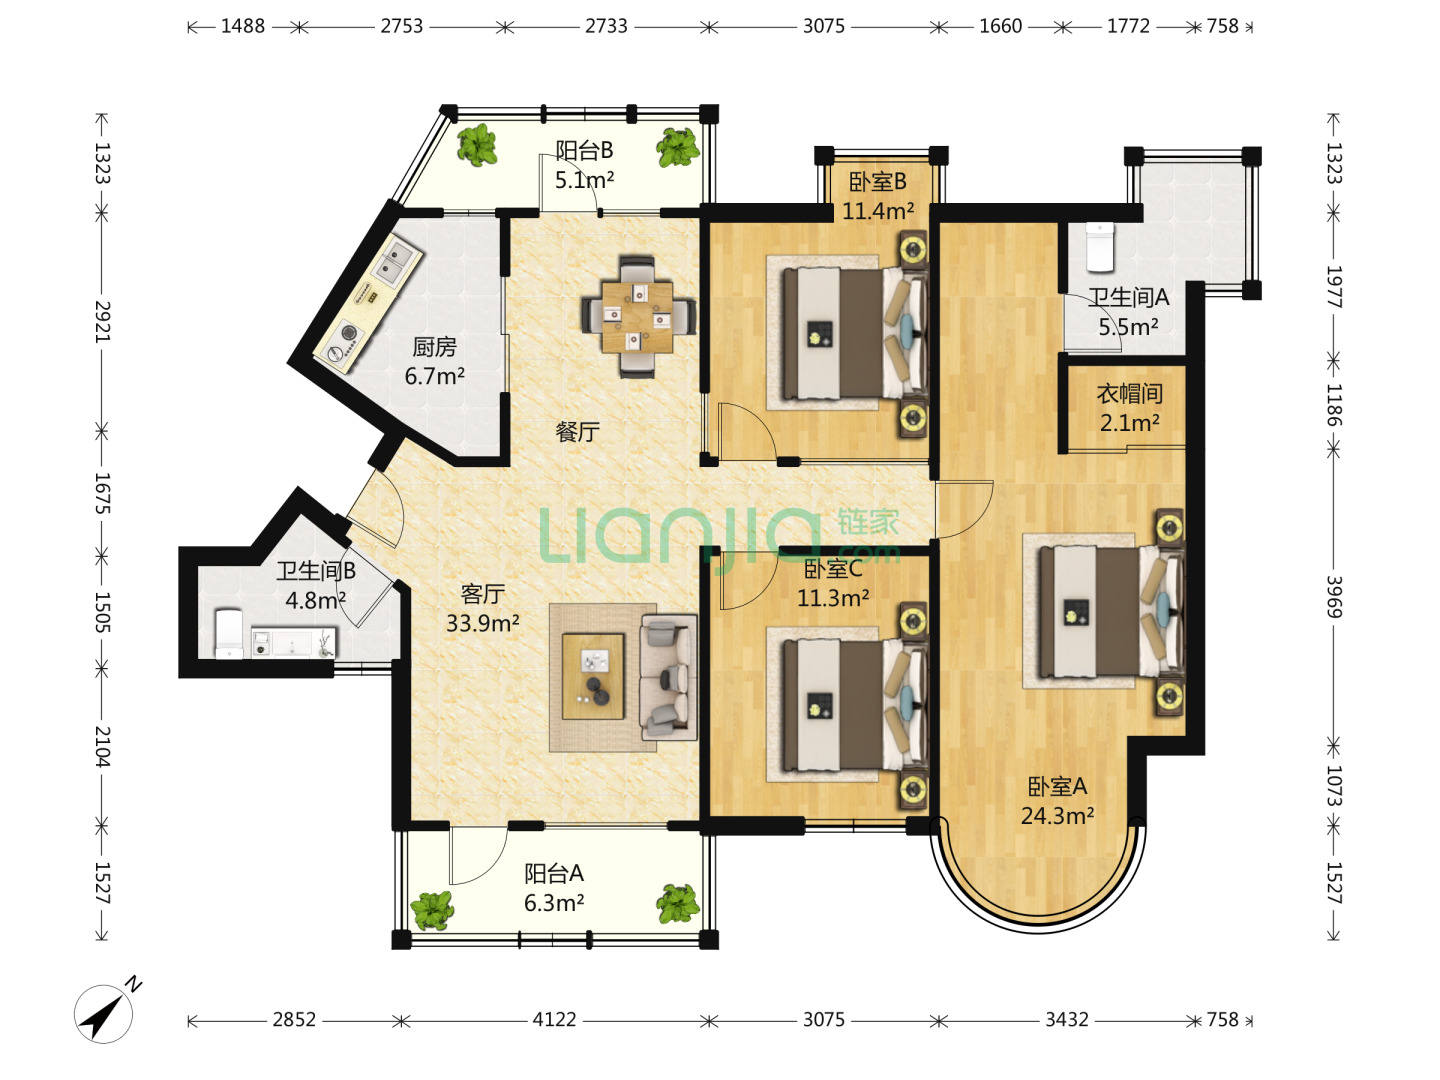 1488 2753 2733 3075 1660 1772 758
1323
2921
1675
1505
2104
1527
阳台B
5.1m²
卧室B
11.4m²
卫生间A
5.5m²
厨房
6.7m²
衣帽间
2.1m²
餐厅
Lianjia 链家
.com
卫生间B
4.8m²
客厅
33.9m²
卧室C
11.3m²
卧室A
24.3m²
阳台A
6.3m²
1323
1977
1186
3969
1073
1527
N
2852 4122 3075 3432 758